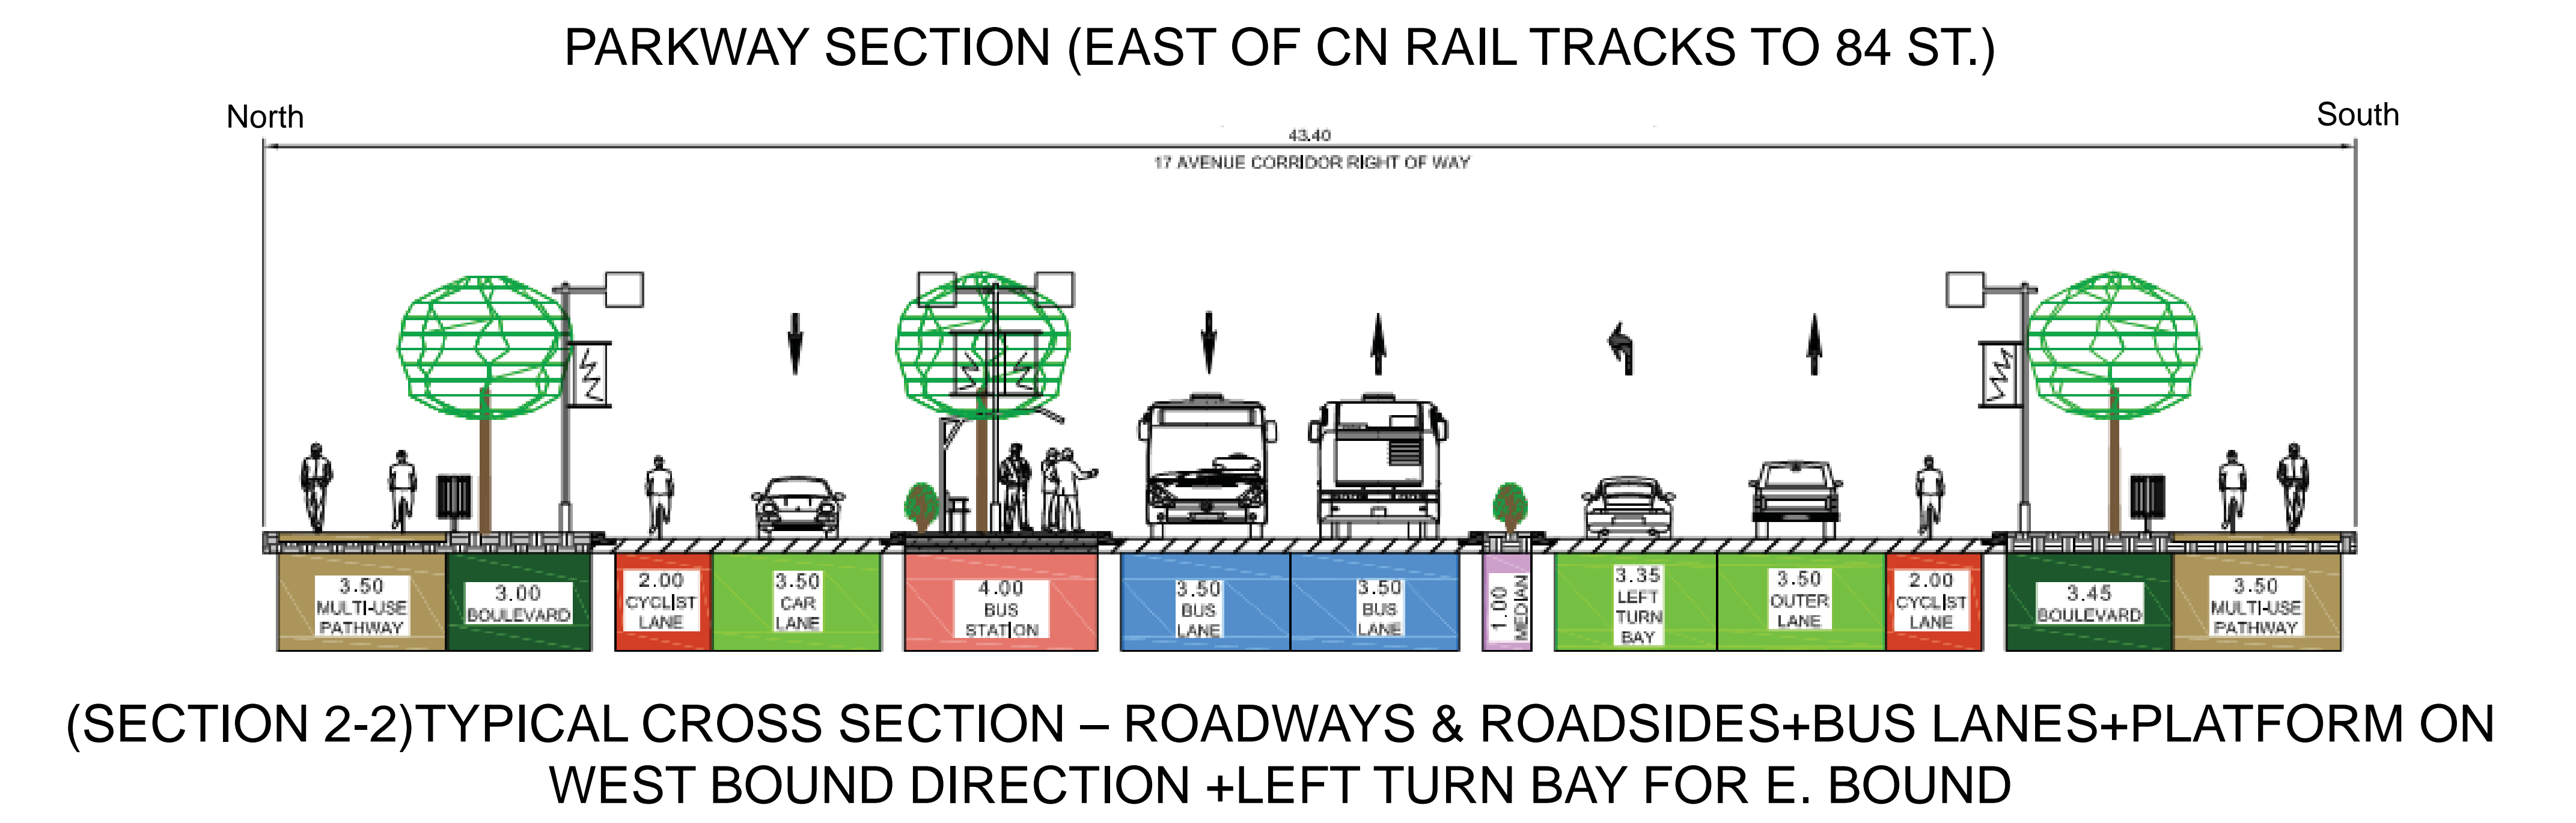 PARKWAY SECTION (EAST OF CN RAIL TRACKS TO 84 ST.)
North
South
43.40
17 AVENUE CORRIDOR RIGHT OF WAY
3.50
MULTI-USE
PATHWAY
3.00
BOULEVARD
2.00
CYCLIST
LANE
3.50
CAR
LANE
4.00
BUS
STATION
3.50
BUS
LANE
3.50
BUS
LANE
1.00
MEDIAN
3.35
LEFT
TURN
BAY
3.50
OUTER
LANE
2.00
CYCLIST
LANE
3.45
BOULEVARD
3.50
MULTI-USE
PATHWAY
(SECTION 2-2)TYPICAL CROSS SECTION – ROADWAYS & ROADSIDES+BUS LANES+PLATFORM ON
WEST BOUND DIRECTION +LEFT TURN BAY FOR E. BOUND